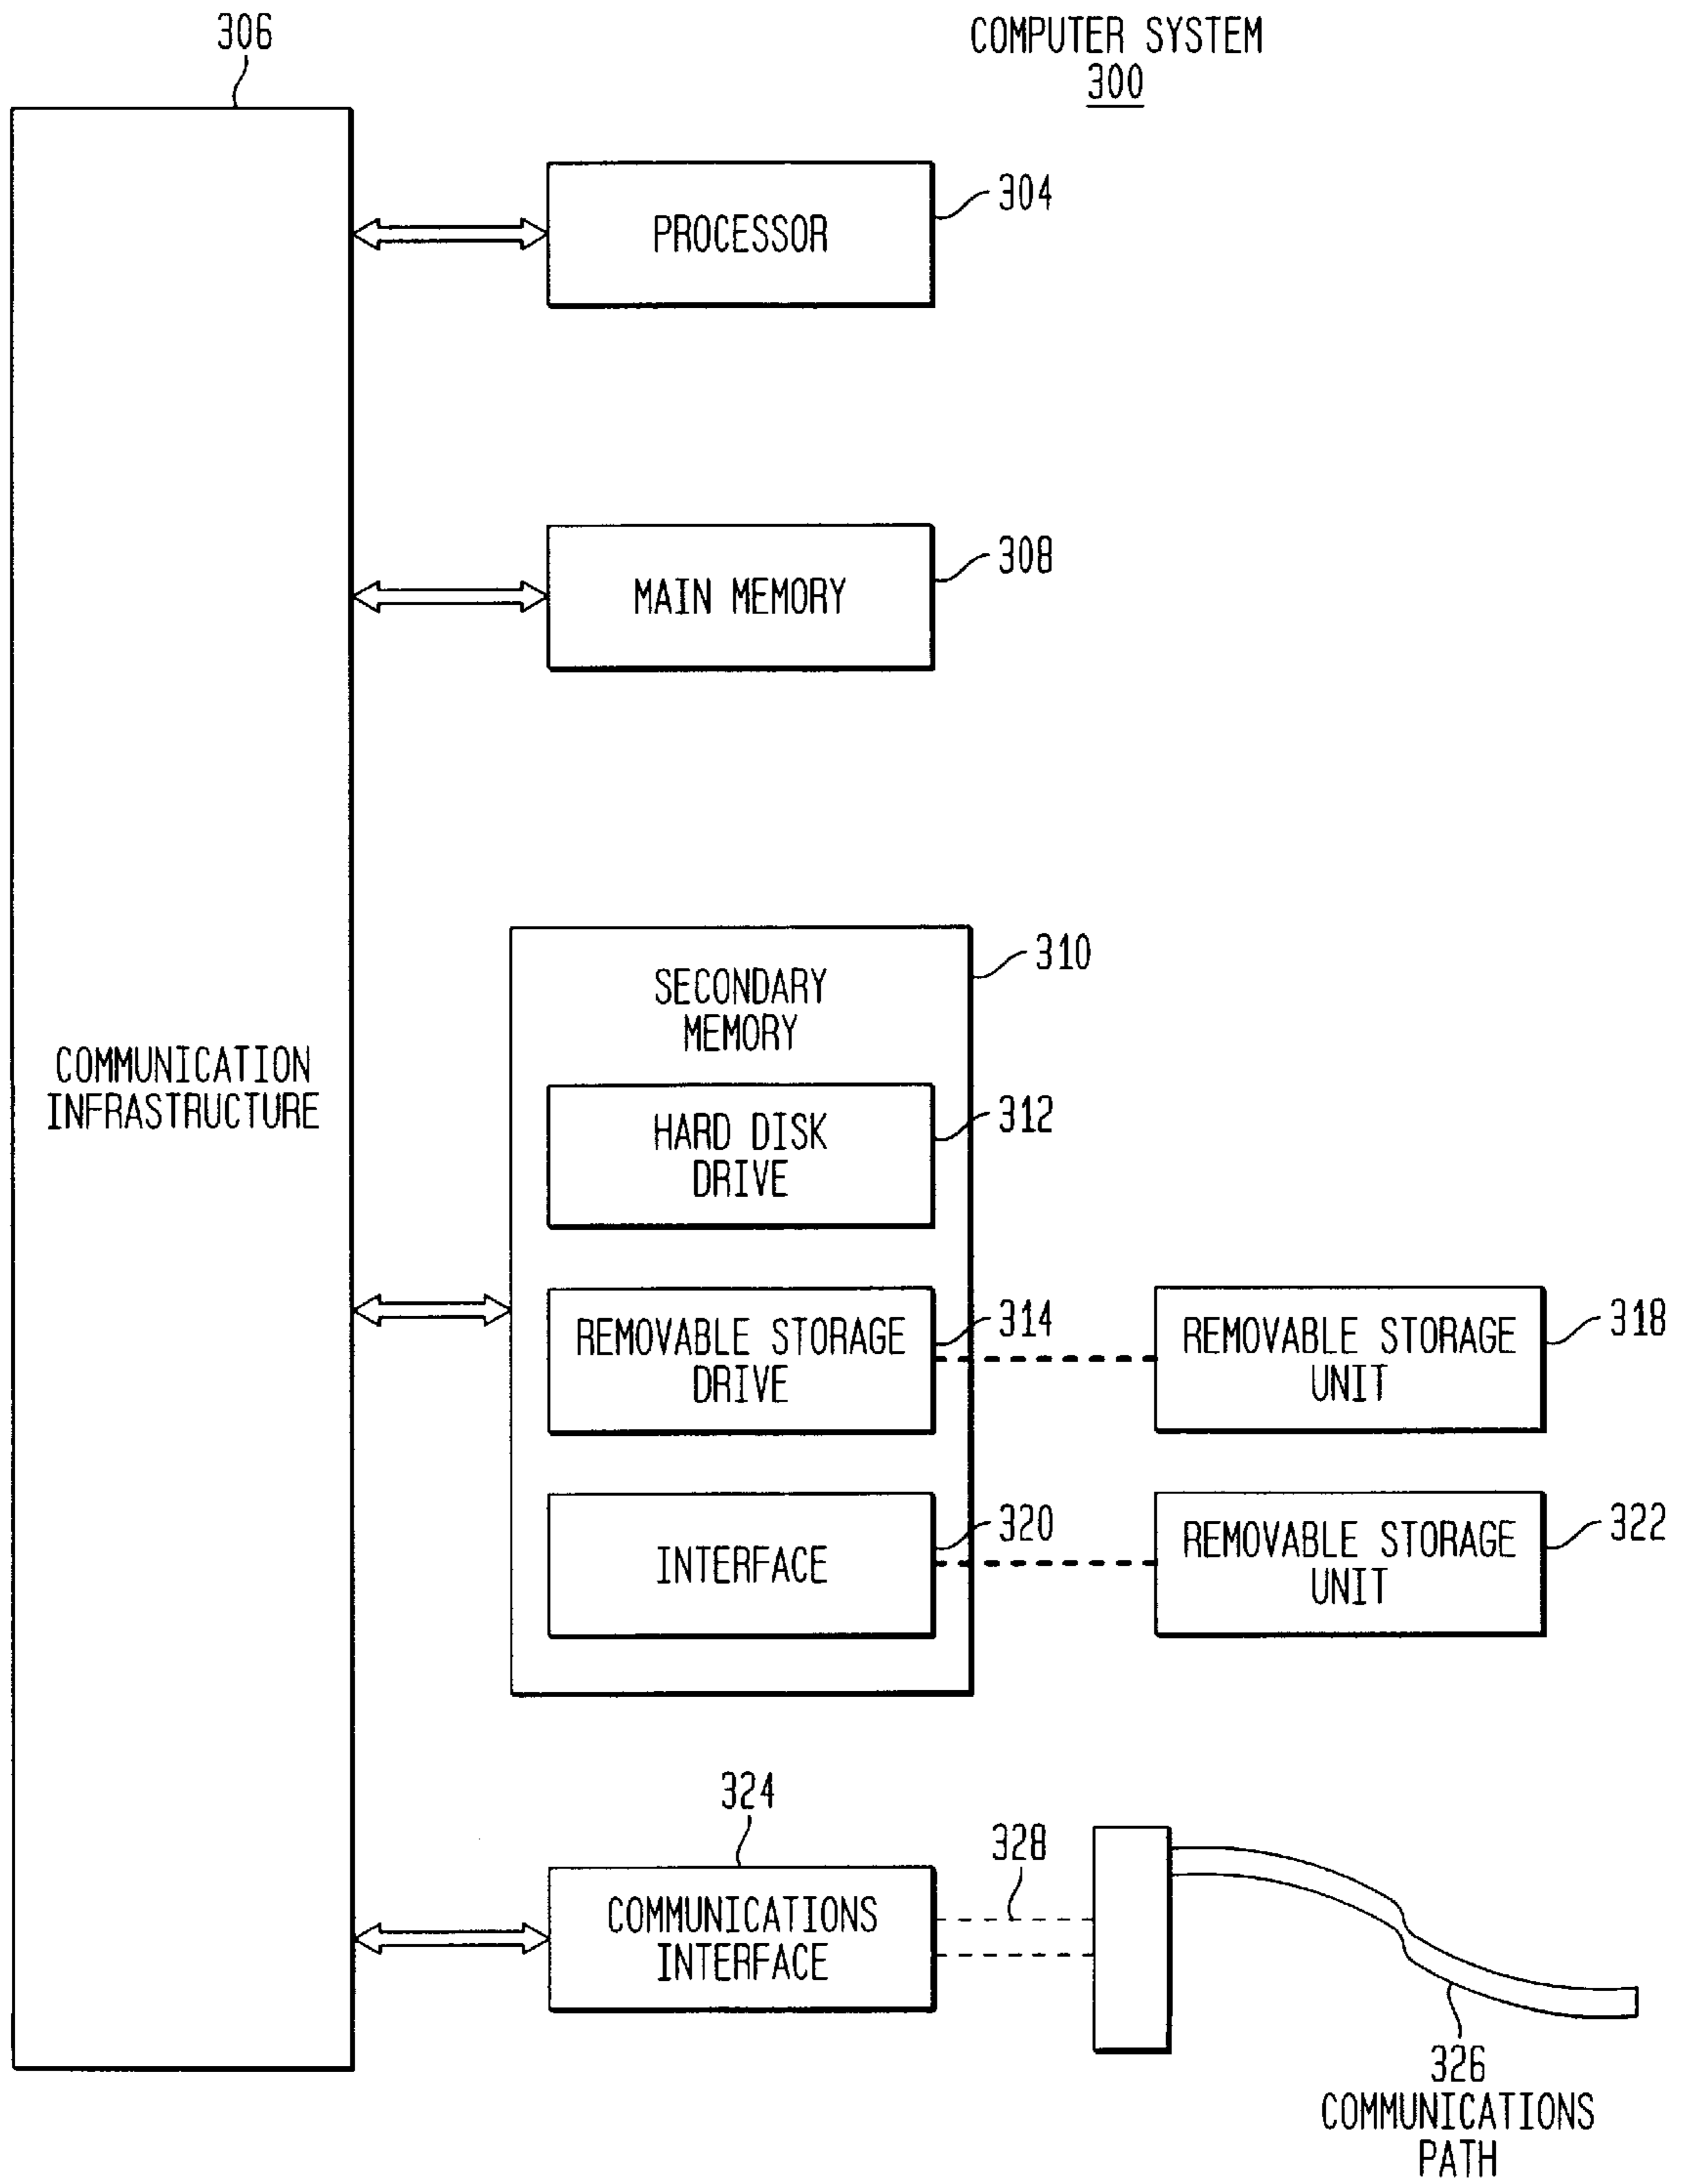 306
COMPUTER SYSTEM
300
PROCESSOR
304
MAIN MEMORY
308
COMMUNICATION
INFRASTRUCTURE
SECONDARY
MEMORY
310
HARD DISK
DRIVE
312
REMOVABLE STORAGE
DRIVE
314
REMOVABLE STORAGE
UNIT
318
INTERFACE
320
REMOVABLE STORAGE
UNIT
322
324
COMMUNICATIONS
INTERFACE
328
326
COMMUNICATIONS
PATH